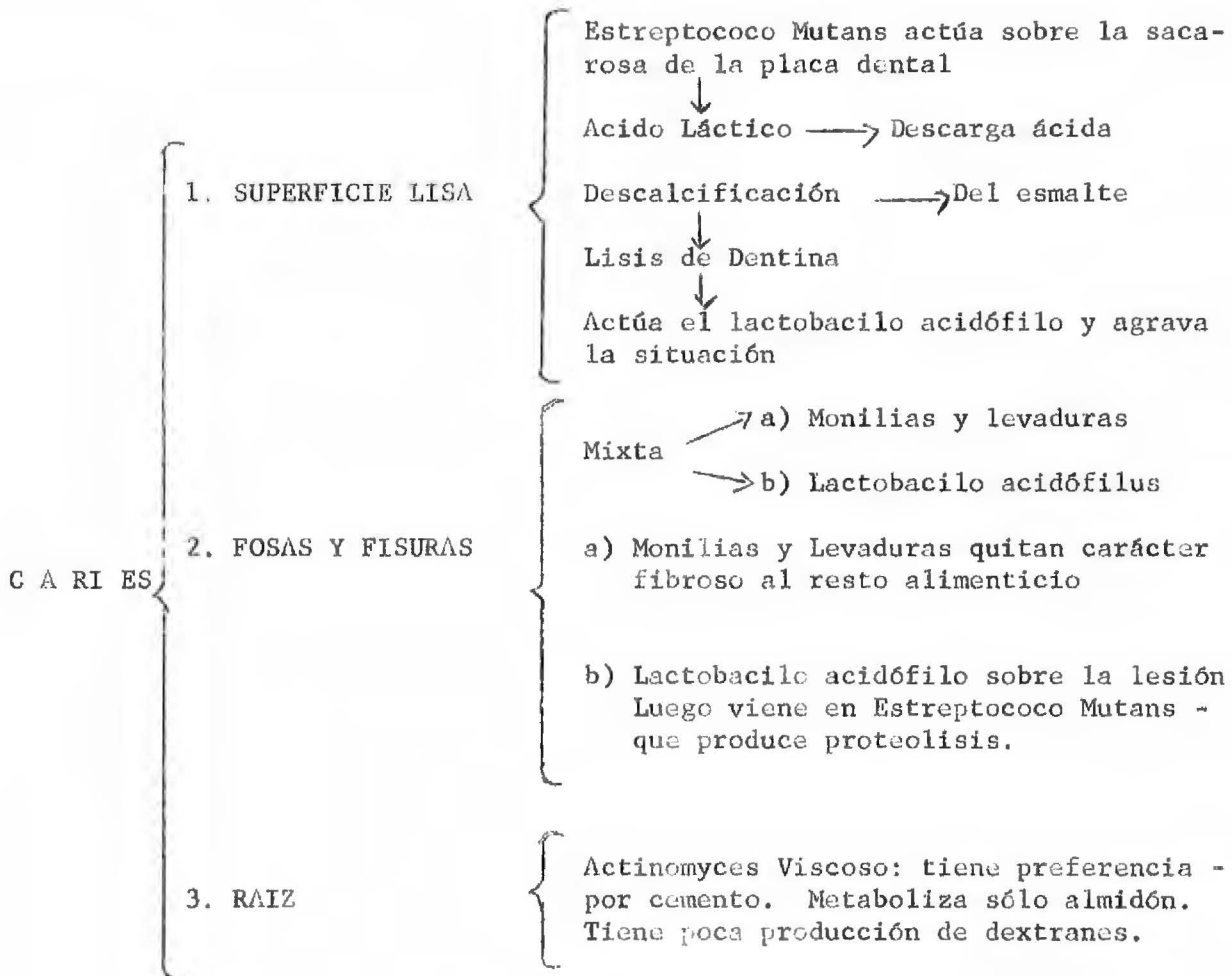 Estreptococo Mutans actúa sobre la saca-
rosa de la placa dental
Acido Láctico → Descarga ácida
1. SUPERFICIE LISA
Descalcificación → Del esmalte
Lisis de Dentina
Actúa el lactobacilo acidófilo y agrava
la situación
Mixta
a) Monilias y levaduras
b) Lactobacilo acidófilus
2. FOSAS Y FISURAS
a) Monilias y Levaduras quitan carácter
fibroso al resto alimenticio
C A RI ES
b) Lactobacilo acidófilo sobre la lesión
Luego viene en Estreptococo Mutans -
que produce proteolisis.
3. RAIZ
Actinomyces Viscoso: tiene preferencia -
por cemento. Metaboliza sólo almidón.
Tiene poca producción de dextranes.